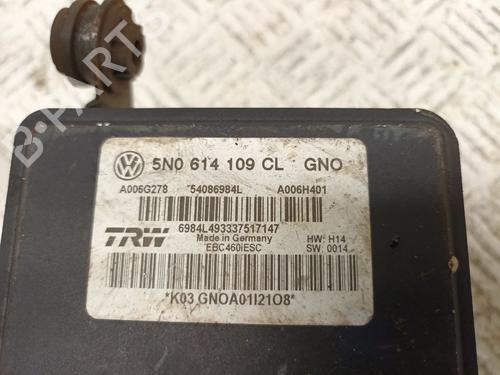 5N0 614 109 CL GNO
A006G278 54086984L A006H401
6984L493337517147
TRW
Made in Germany
EBC460iESC
HW: H14
SW: 0014
*K03 GNOA01I21O8*
B-PARTS